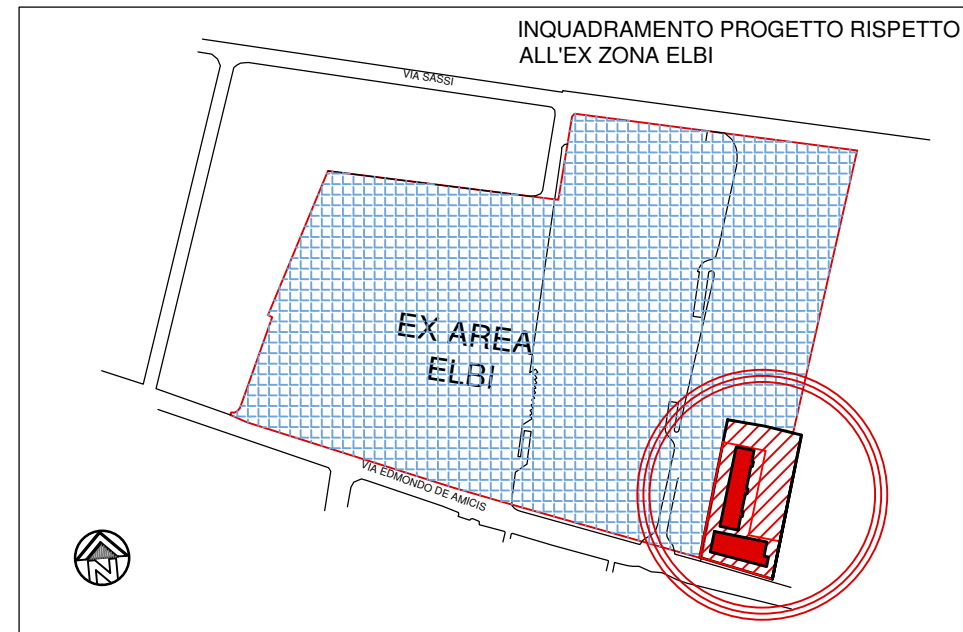 INQUADRAMENTO PROGETTO RISPETTO
ALL'EX ZONA ELBI
VIA SASSI
EX AREA
ELBI
VIA EDMONDO DE AMICIS
N